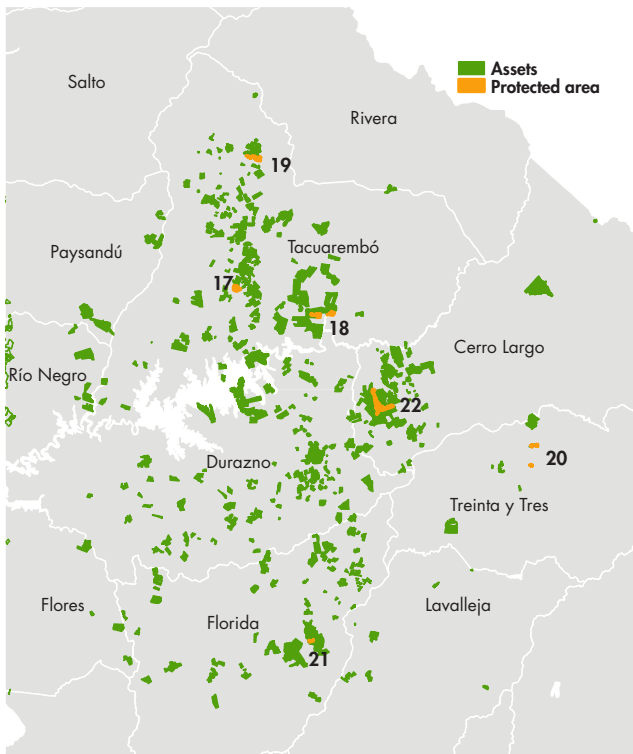 Salto
Assets
Protected area
Rivera
19
Paysandú
Tacuarembó
17
18
Cerro Largo
Río Negro
22
20
Durazno
Treinta y Tres
Flores
Florida
Lavalleja
21